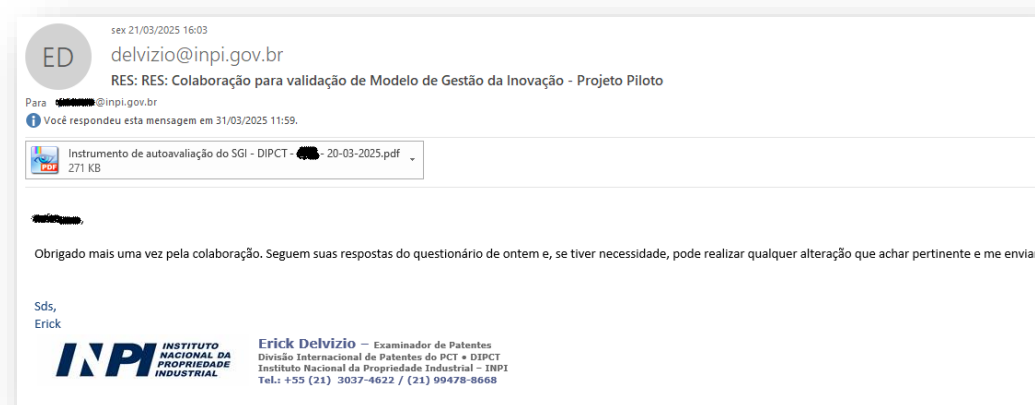 sex 21/03/2025 16:03
ED
delvizio@inpi.gov.br
RES: RES: Colaboração para validação de Modelo de Gestão da Inovação - Projeto Piloto
Para @inpi.gov.br
Você respondeu esta mensagem em 31/03/2025 11:59.
Instrumento de autoavaliação do SGI - DIPCT - - 20-03-2025.pdf
271 KB
PDF
,
Obrigado mais uma vez pela colaboração. Seguem suas respostas do questionário de ontem e, se tiver necessidade, pode realizar qualquer alteração que achar pertinente e me enviar
Sds,
Erick
INPI INSTITUTO NACIONAL DA PROPRIEDADE INDUSTRIAL
Erick Delvizio – Examinador de Patentes
Divisão Internacional de Patentes do PCT • DIPCT
Instituto Nacional da Propriedade Industrial – INPI
Tel.: +55 (21) 3037-4622 / (21) 99478-8668